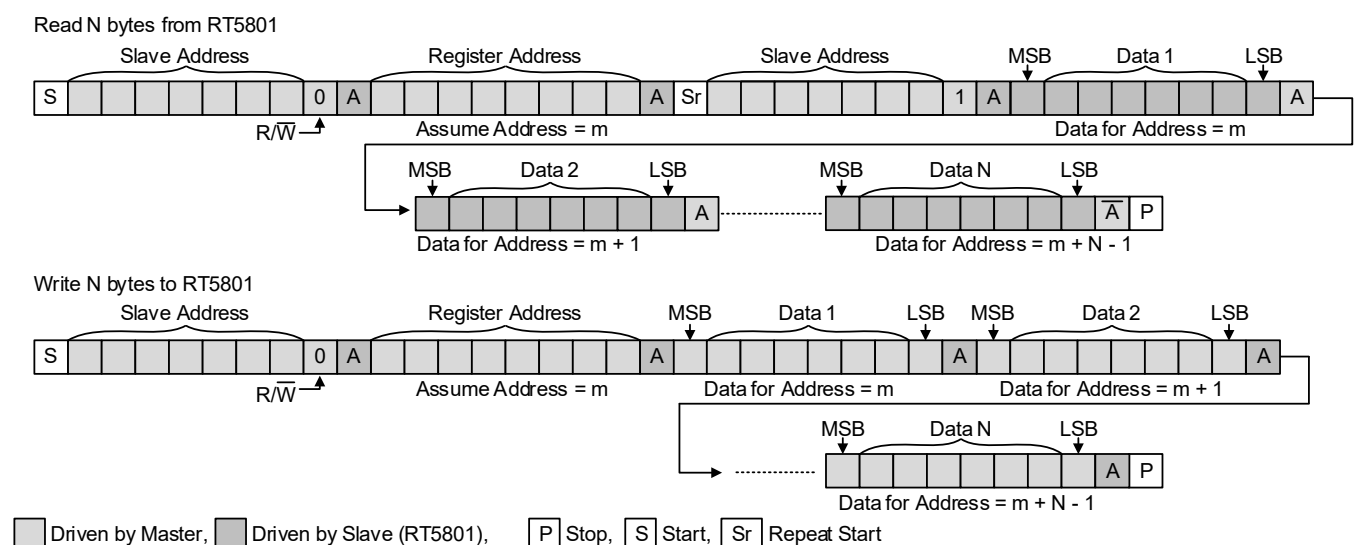 Read N bytes from RT5801
Slave Address Register Address Slave Address MSB Data 1 LSB
S 0 A A Sr 1 A A
R/W̅ Assume Address = m Data for Address = m
MSB Data 2 LSB MSB Data N LSB
A A̅ P
Data for Address = m + 1 Data for Address = m + N - 1
Write N bytes to RT5801
Slave Address Register Address MSB Data 1 LSB MSB Data 2 LSB
S 0 A A A A
R/W̅ Assume Address = m Data for Address = m Data for Address = m + 1
MSB Data N LSB
A P
Data for Address = m + N - 1
Driven by Master, Driven by Slave (RT5801), P Stop, S Start, Sr Repeat Start